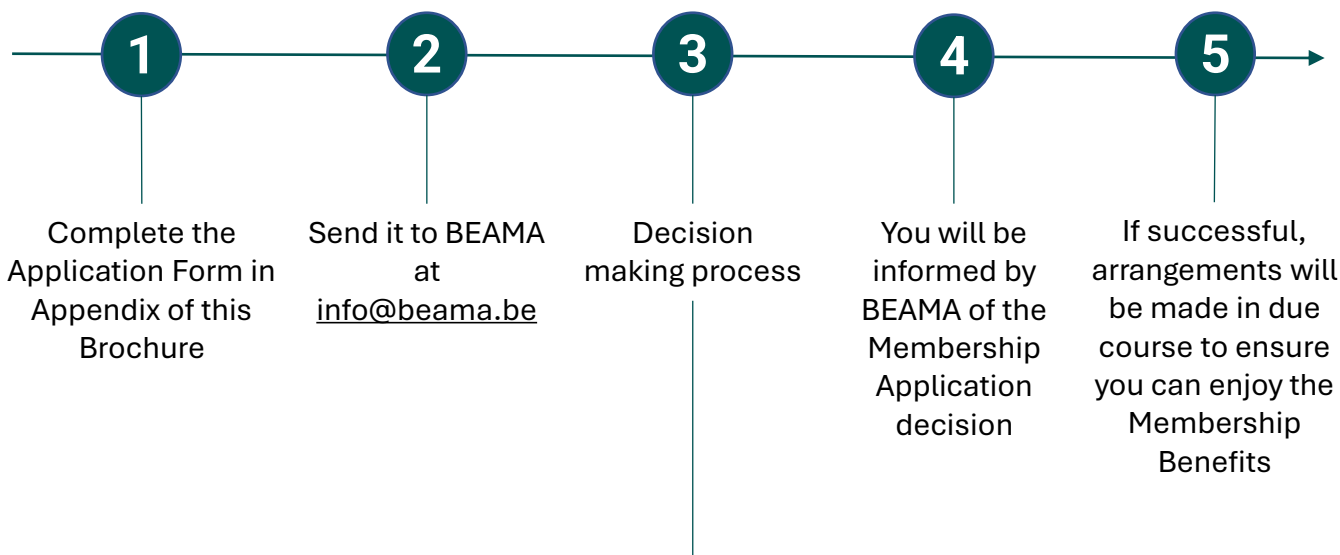 1
2
3
4
5
Complete the
Application Form in
Appendix of this
Brochure
Send it to BEAMA
at
info@beama.be
Decision
making process
You will be
informed by
BEAMA of the
Membership
Application
decision
If successful,
arrangements will
be made in due
course to ensure
you can enjoy the
Membership
Benefits